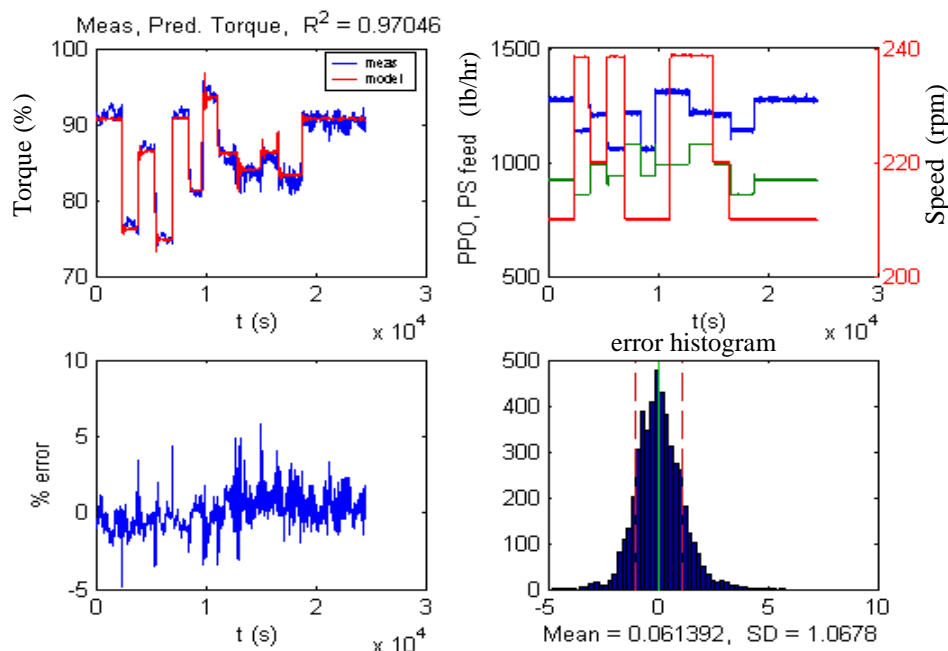 Meas, Pred. Torque, R² = 0.97046
100
90
80
70
Torque (%)
meas
model
0 1 2 3
t (s)
x 10⁴
1500
1000
500
PPO, PS feed (lb/hr)
240
220
200
Speed (rpm)
0 1 2 3
t(s)
x 10⁴
10
5
0
-5
% error
0 1 2 3
t (s)
x 10⁴
error histogram
500
400
300
200
100
0
-5 0 5 10
Mean = 0.061392, SD = 1.0678